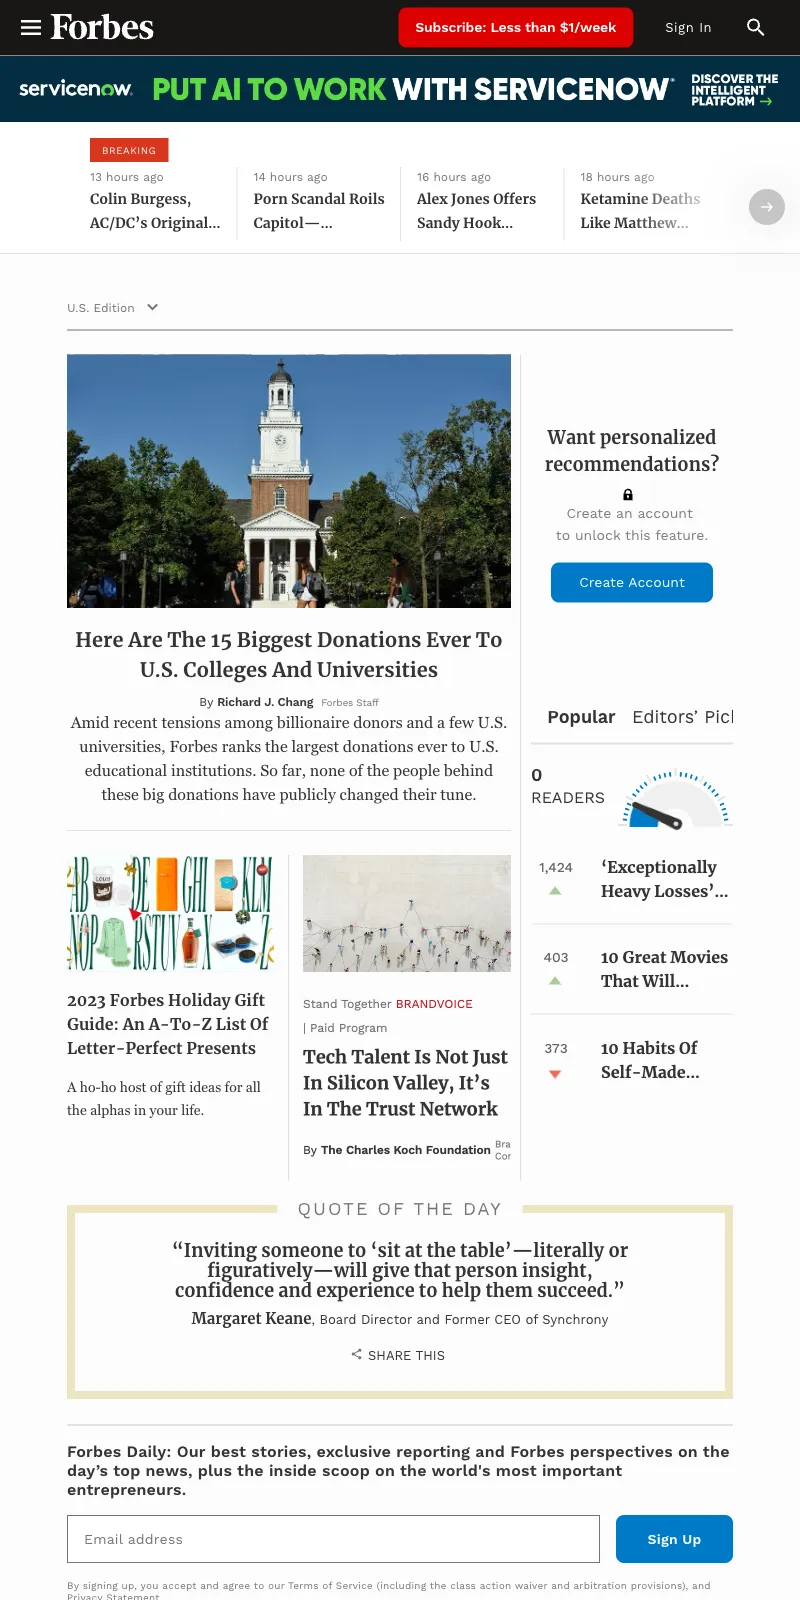 Forbes
Subscribe: Less than $1/week
Sign In
servicenow.
PUT AI TO WORK WITH SERVICENOW
DISCOVER THE
INTELLIGENT
PLATFORM →
BREAKING
13 hours ago
Colin Burgess,
AC/DC’s Original...
14 hours ago
Porn Scandal Roils
Capitol—...
16 hours ago
Alex Jones Offers
Sandy Hook...
18 hours ago
Ketamine Deaths
Like Matthew...
U.S. Edition
Here Are The 15 Biggest Donations Ever To
U.S. Colleges And Universities
By Richard J. Chang Forbes Staff
Amid recent tensions among billionaire donors and a few U.S.
universities, Forbes ranks the largest donations ever to U.S.
educational institutions. So far, none of the people behind
these big donations have publicly changed their tune.
Want personalized
recommendations?
Create an account
to unlock this feature.
Create Account
Popular
Editors’ Picl
0
READERS
1,424
‘Exceptionally
Heavy Losses’...
403
10 Great Movies
That Will...
373
10 Habits Of
Self-Made...
2023 Forbes Holiday Gift
Guide: An A-To-Z List Of
Letter-Perfect Presents
A ho-ho host of gift ideas for all
the alphas in your life.
Stand Together BRANDVOICE
| Paid Program
Tech Talent Is Not Just
In Silicon Valley, It’s
In The Trust Network
By The Charles Koch Foundation
Bra
Cor
QUOTE OF THE DAY
“Inviting someone to ‘sit at the table’—literally or
figuratively—will give that person insight,
confidence and experience to help them succeed.”
Margaret Keane, Board Director and Former CEO of Synchrony
SHARE THIS
Forbes Daily: Our best stories, exclusive reporting and Forbes perspectives on the
day’s top news, plus the inside scoop on the world's most important
entrepreneurs.
Email address
Sign Up
By signing up, you accept and agree to our Terms of Service (including the class action waiver and arbitration provisions), and
Privacy Statement.